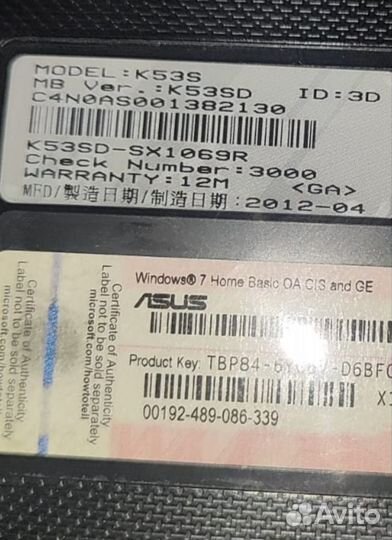 MODEL:K53S
MB Ver.:K53SD ID:3D
C4N0AS001382130
K53SD-SX1069R
Check Number:3000
WARRANTY:12M <GA>
MFD/製造日期/制造日期:2012-04
Certificate of Authenticity
Label not to be sold separately
microsoft.com/howtotell
Certificate of Authenticity
Label not to be sold separately
microsoft.com/howtotell
Windows® 7 Home Basic OA CIS and GE
ASUS
Product Key:
00192-489-086-339
Avito